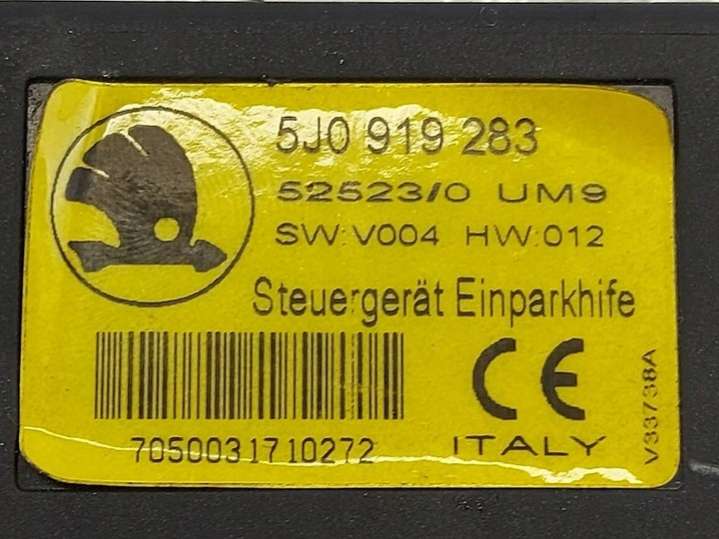 5J0 919 283
52523/0 UM9
SW:V004 HW:012
Steuergerät Einparkhife
CE
7050031710272
ITALY
V33738A